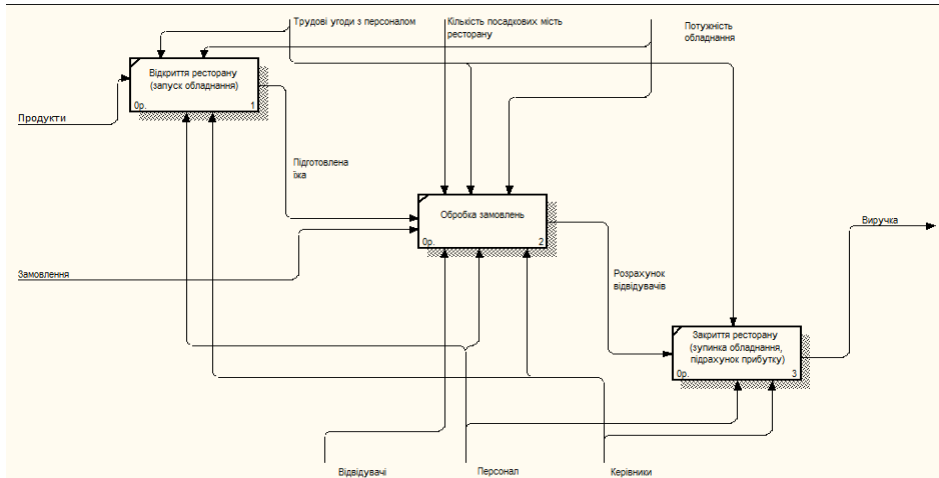 Трудові угоди з персоналом
Кількість посадкових мість
ресторану
Потужність
обладнання
Відкриття ресторану
(запуск обладнання)
0р.
1
Продукти
Підготовлена
їжа
Обробка замовлень
0р.
2
Замовлення
Виручка
Розрахунок
відвідувачів
Закриття ресторану
(зупинка обладнання,
підрахунок прибутку)
0р.
3
Відвідувачі
Персонал
Керівники